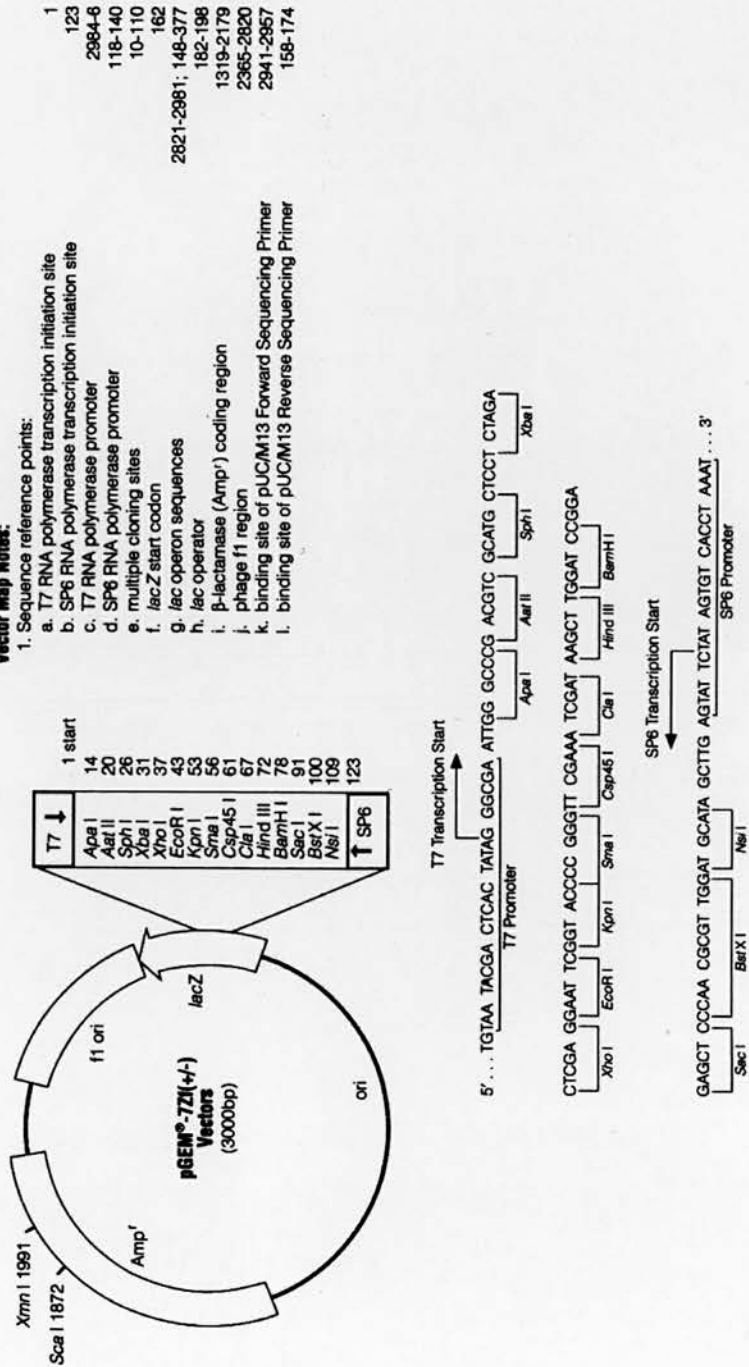 Xmn I 1991
Sca I 1872
Ampʳ
f1 ori
pGEM®-7Zf(+/-)
Vectors
(3000bp)
lacZ
ori
T7 ↓ 1 start
Apa I 14
Aat II 20
Sph I 26
Xba I 31
Xho I 37
EcoR I 43
Kpn I 53
Sma I 56
Csp45 I 61
Cla I 67
Hind III 72
BamH I 78
Sac I 91
BstX I 100
Nsi I 109
↑ SP6 123
Vector Map Notes:
1. Sequence reference points:
a. T7 RNA polymerase transcription initiation site 1
b. SP6 RNA polymerase transcription initiation site 123
c. T7 RNA polymerase promoter 2984-6
d. SP6 RNA polymerase promoter 118-140
e. multiple cloning sites 10-110
f. lacZ start codon 162
g. lac operon sequences 2821-2981; 148-377
h. lac operator 182-198
i. β-lactamase (Ampʳ) coding region 1319-2179
j. phage f1 region 2365-2820
k. binding site of pUC/M13 Forward Sequencing Primer 2941-2957
l. binding site of pUC/M13 Reverse Sequencing Primer 158-174
T7 Transcription Start
5' . . . TGTAA TACGA CTCAC TATAG GGCGA ATTGG GCCCG ACGTC GCATG CTCCT CTAGA
T7 Promoter Apa I Aat II Sph I Xba I
CTCGA GGAAT TCGGT ACCCC GGGTT CGAAA TCGAT AAGCT TGGAT CCGGA
Xho I EcoR I Kpn I Sma I Csp45 I Cla I Hind III BamH I
SP6 Transcription Start
GAGCT CCCAA CGCGT TGGAT GCATA GCTTG AGTAT TCTAT AGTGT CACCT AAAT . . . 3'
Sac I BstX I Nsi I SP6 Promoter